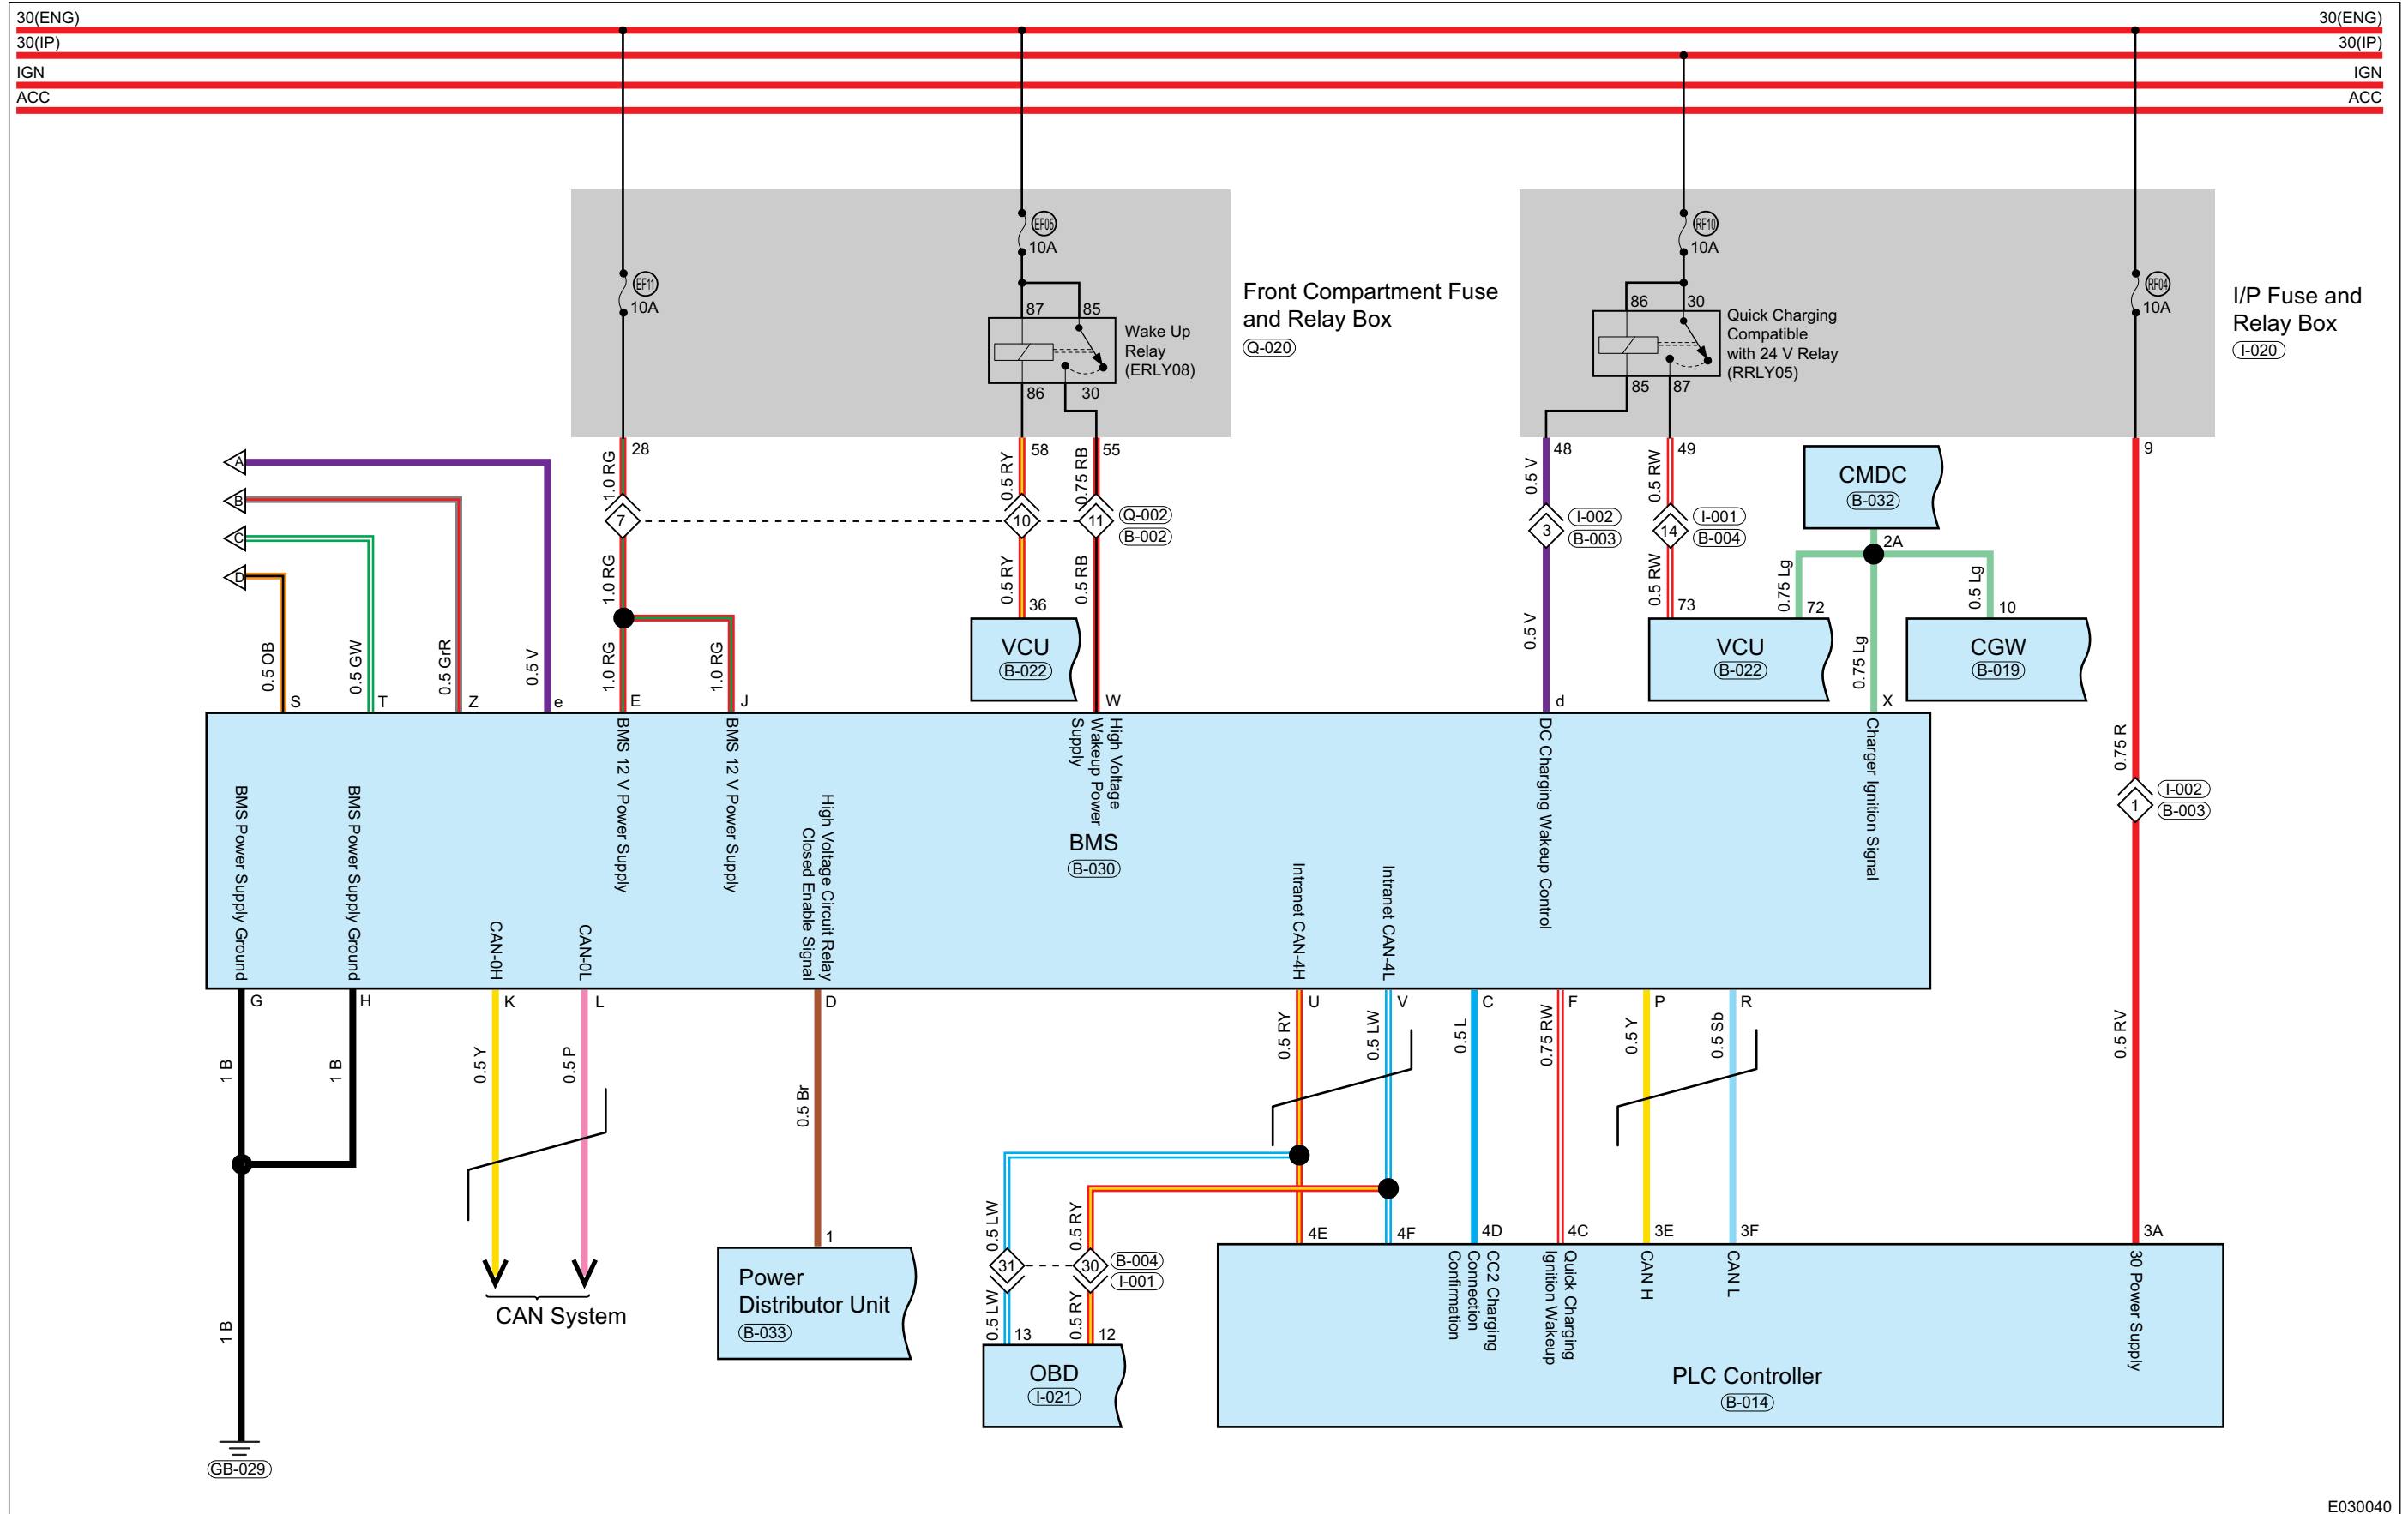 30(ENG)
30(ENG)
30(IP)
30(IP)
IGN
IGN
ACC
ACC
EF11
10A
EF05
10A
87
85
Wake Up
Relay
(ERLY08)
86
30
Front Compartment Fuse
and Relay Box
Q-020
RF10
10A
86
30
Quick Charging
Compatible
with 24 V Relay
(RRLY05)
85
87
RF04
10A
I/P Fuse and
Relay Box
I-020
28
58
55
48
49
9
A
B
C
D
1.0 RG
0.5 RY
0.75 RB
0.5 V
0.5 RW
7
10
11
Q-002
B-002
3
I-002
B-003
14
I-001
B-004
CMDC
B-032
2A
1.0 RG
0.5 RY
0.5 RB
0.5 V
0.5 RW
0.75 Lg
0.5 Lg
36
73
72
10
VCU
B-022
VCU
B-022
CGW
B-019
0.5 OB
0.5 GW
0.5 GrR
0.5 V
1.0 RG
1.0 RG
0.75 Lg
S
T
Z
e
E
J
W
d
X
BMS 12 V Power Supply
BMS 12 V Power Supply
High Voltage
Wakeup Power
Supply
DC Charging Wakeup Control
Charger Ignition Signal
0.75 R
1
I-002
B-003
BMS Power Supply Ground
BMS Power Supply Ground
CAN-0H
CAN-0L
High Voltage Circuit Relay
Closed Enable Signal
BMS
B-030
Intranet CAN-4H
Intranet CAN-4L
G
H
K
L
D
U
V
C
F
P
R
1 B
1 B
0.5 Y
0.5 P
0.5 Br
0.5 RY
0.5 LW
0.5 L
0.75 RW
0.5 Y
0.5 Sb
0.5 RV
0.5 LW
0.5 RY
31
30
B-004
I-001
1
4E
4F
4D
4C
3E
3F
3A
CAN System
Power
Distributor Unit
B-033
1 B
0.5 LW
0.5 RY
13
12
OBD
I-021
CC2 Charging
Connection
Confirmation
Quick Charging
Ignition Wakeup
CAN H
CAN L
30 Power Supply
PLC Controller
B-014
GB-029
E030040